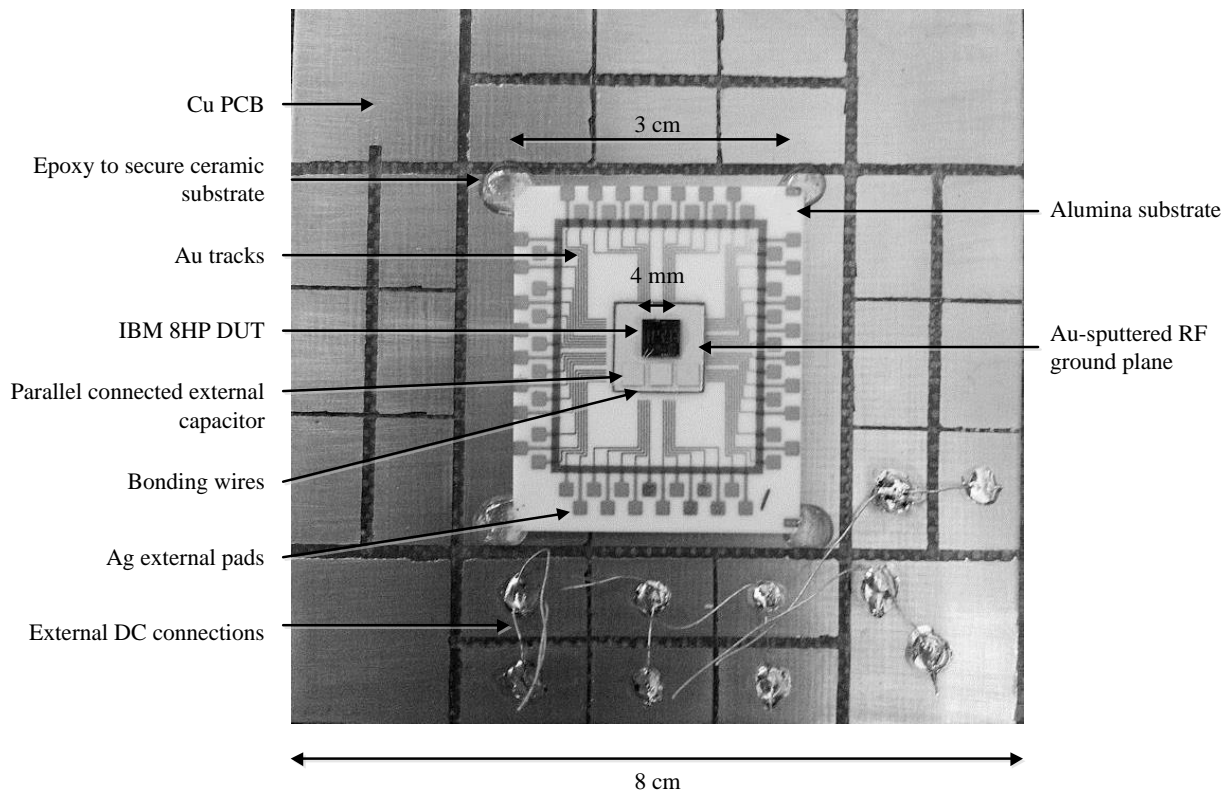 Cu PCB
3 cm
Epoxy to secure ceramic
substrate
Alumina substrate
Au tracks
4 mm
IBM 8HP DUT
Au-sputtered RF
ground plane
Parallel connected external
capacitor
Bonding wires
Ag external pads
External DC connections
8 cm